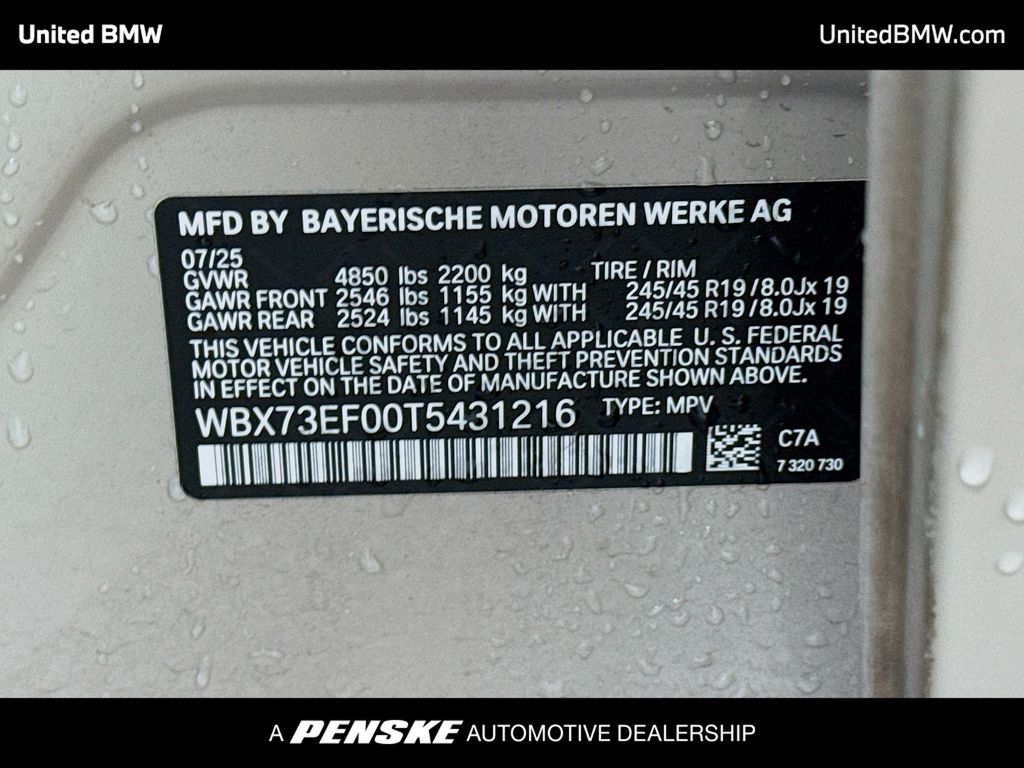 United BMW
UnitedBMW.com
MFD BY BAYERISCHE MOTOREN WERKE AG
07/25
GVWR 4850 lbs 2200 kg TIRE / RIM
GAWR FRONT 2546 lbs 1155 kg WITH 245/45 R19 /8.0Jx 19
GAWR REAR 2524 lbs 1145 kg WITH 245/45 R19 /8.0Jx 19
THIS VEHICLE CONFORMS TO ALL APPLICABLE U. S. FEDERAL
MOTOR VEHICLE SAFETY AND THEFT PREVENTION STANDARDS
IN EFFECT ON THE DATE OF MANUFACTURE SHOWN ABOVE.
WBX73EF00T5431216 TYPE: MPV
C7A
7 320 730
A PENSKE AUTOMOTIVE DEALERSHIP